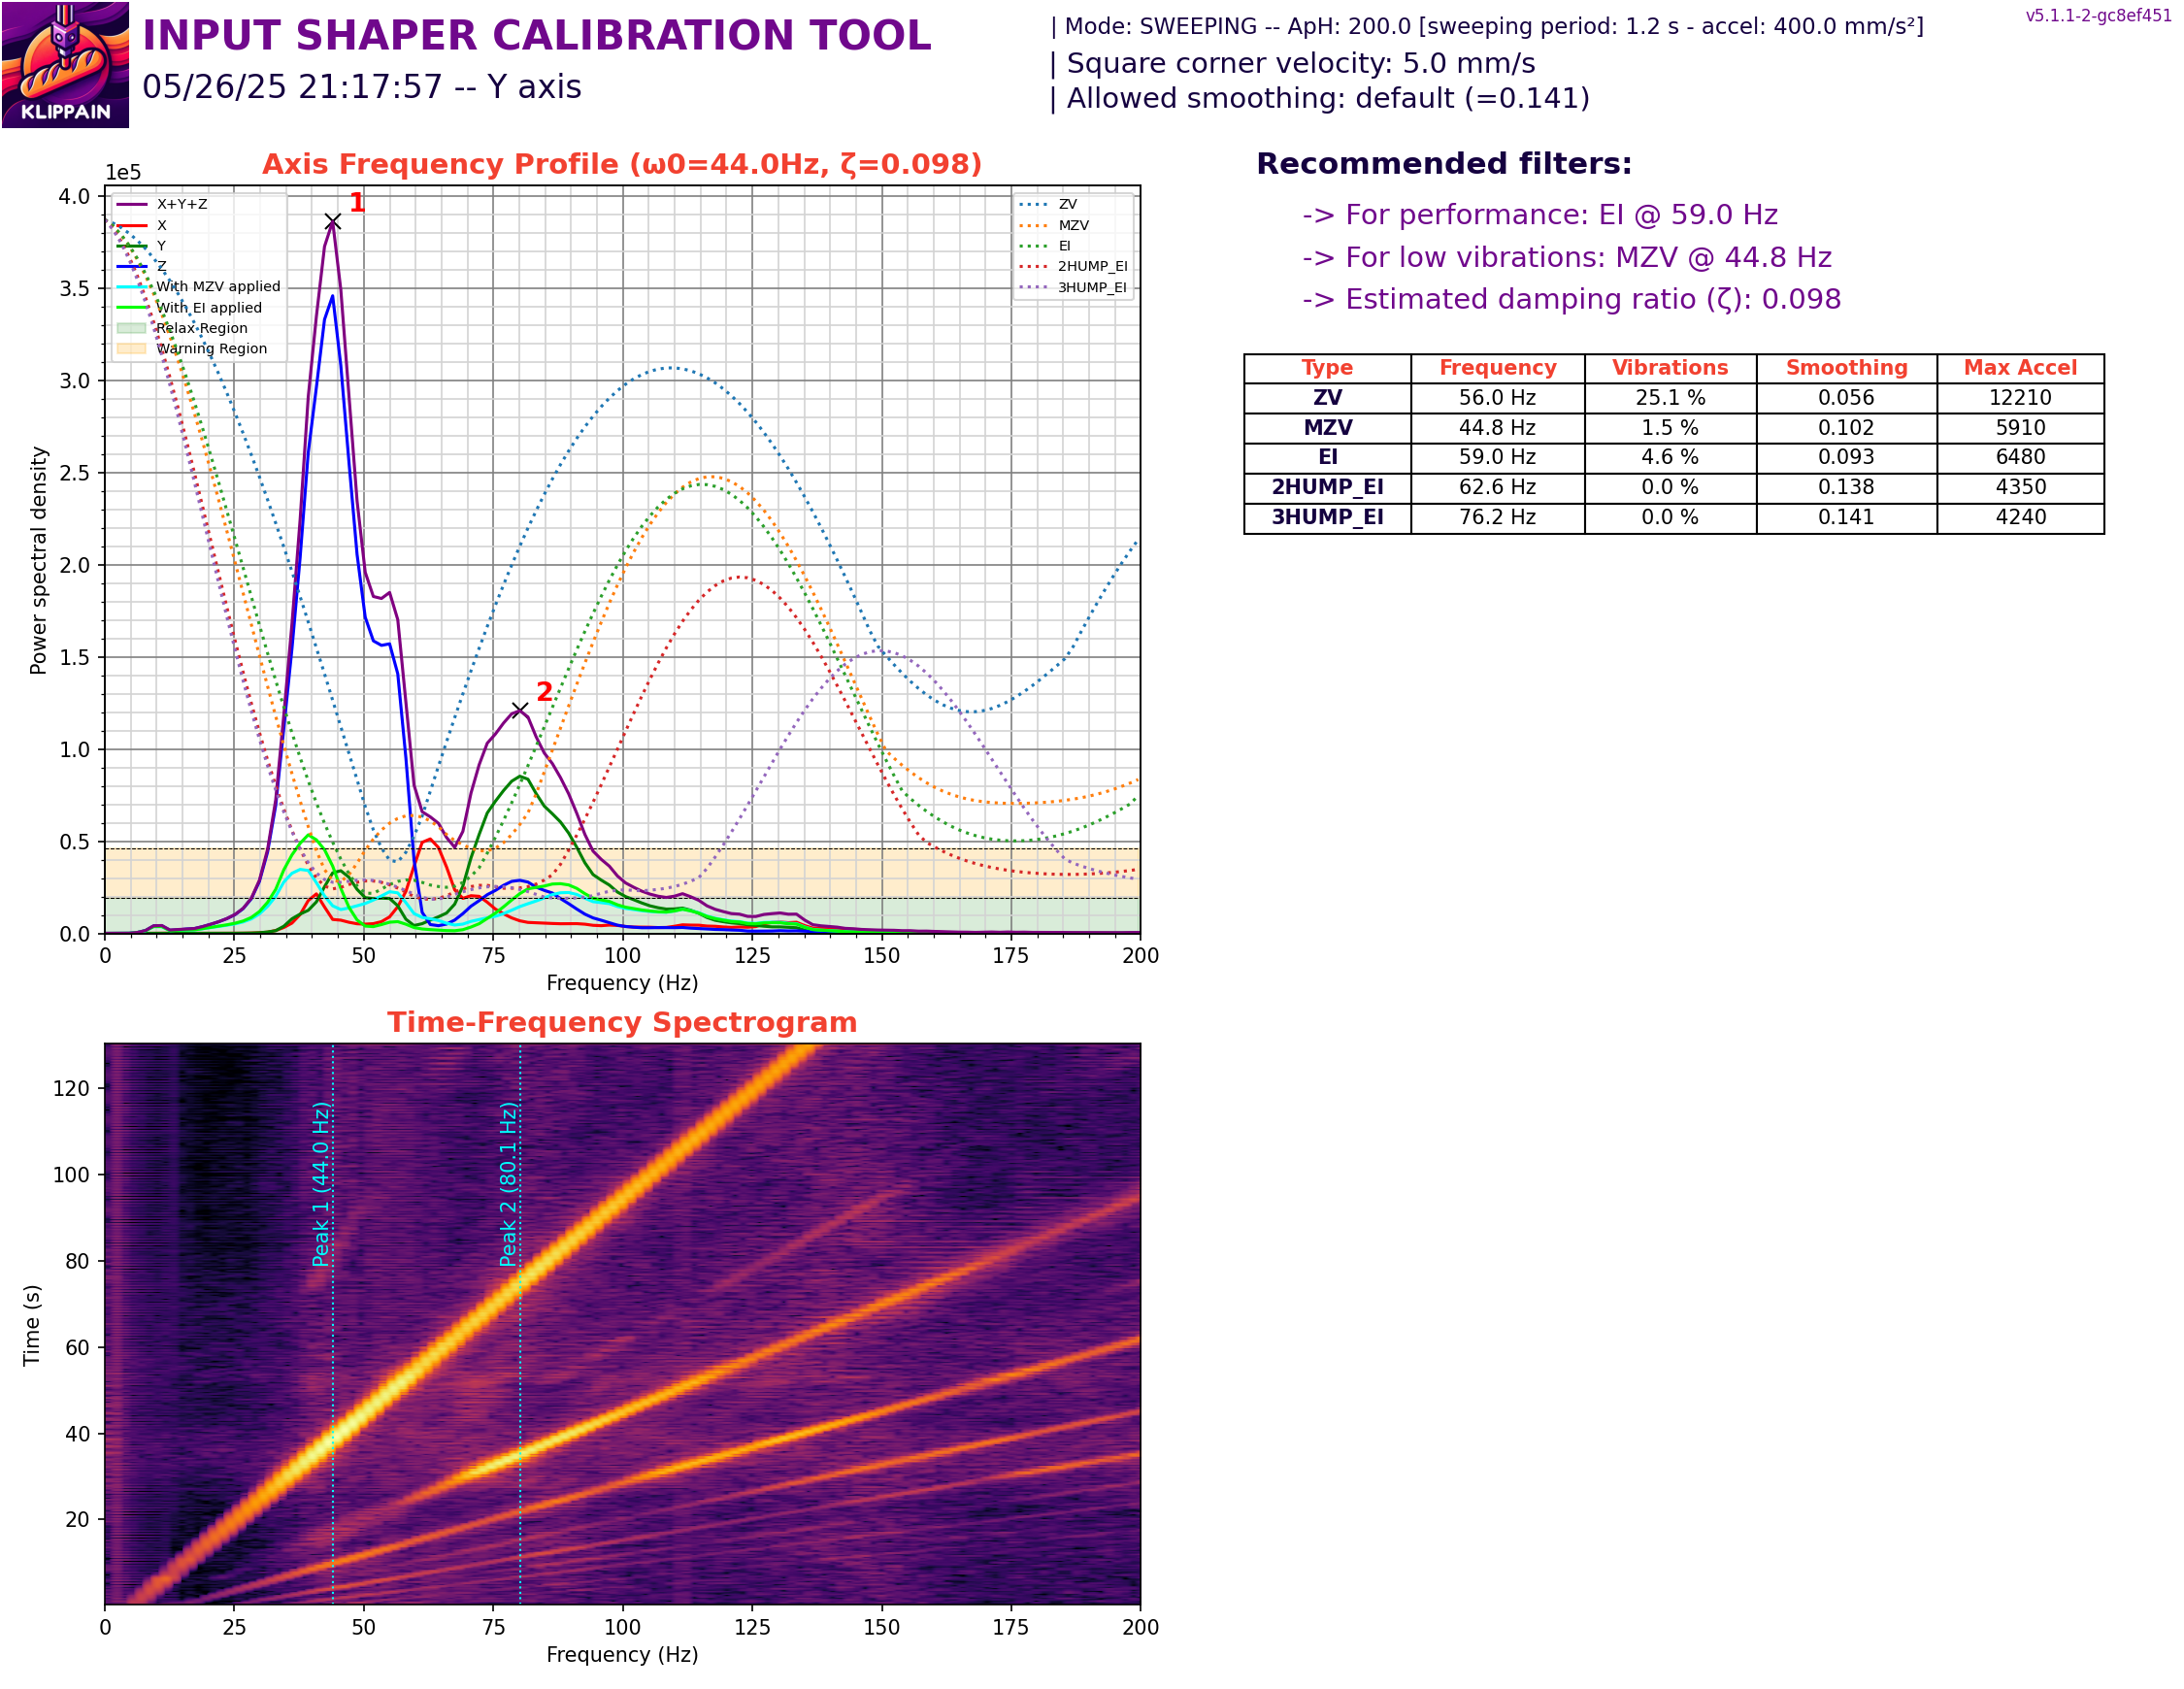 KLIPPAIN
INPUT SHAPER CALIBRATION TOOL
05/26/25 21:17:57 -- Y axis
| Mode: SWEEPING -- ApH: 200.0 [sweeping period: 1.2 s - accel: 400.0 mm/s²]
| Square corner velocity: 5.0 mm/s
| Allowed smoothing: default (=0.141)
v5.1.1-2-gc8ef451
Axis Frequency Profile (ω0=44.0Hz, ζ=0.098)
1e5
4.0
3.5
3.0
2.5
2.0
1.5
1.0
0.5
0.0
Power spectral density
X+Y+Z
X
Y
Z
With MZV applied
With EI applied
Relax Region
Warning Region
1
2
ZV
MZV
EI
2HUMP_EI
3HUMP_EI
0 25 50 75 100 125 150 175 200
Frequency (Hz)
Recommended filters:
-> For performance: EI @ 59.0 Hz
-> For low vibrations: MZV @ 44.8 Hz
-> Estimated damping ratio (ζ): 0.098
Type Frequency Vibrations Smoothing Max Accel
ZV 56.0 Hz 25.1 % 0.056 12210
MZV 44.8 Hz 1.5 % 0.102 5910
EI 59.0 Hz 4.6 % 0.093 6480
2HUMP_EI 62.6 Hz 0.0 % 0.138 4350
3HUMP_EI 76.2 Hz 0.0 % 0.141 4240
Time-Frequency Spectrogram
120
100
80
60
40
20
Time (s)
Peak 1 (44.0 Hz)
Peak 2 (80.1 Hz)
0 25 50 75 100 125 150 175 200
Frequency (Hz)